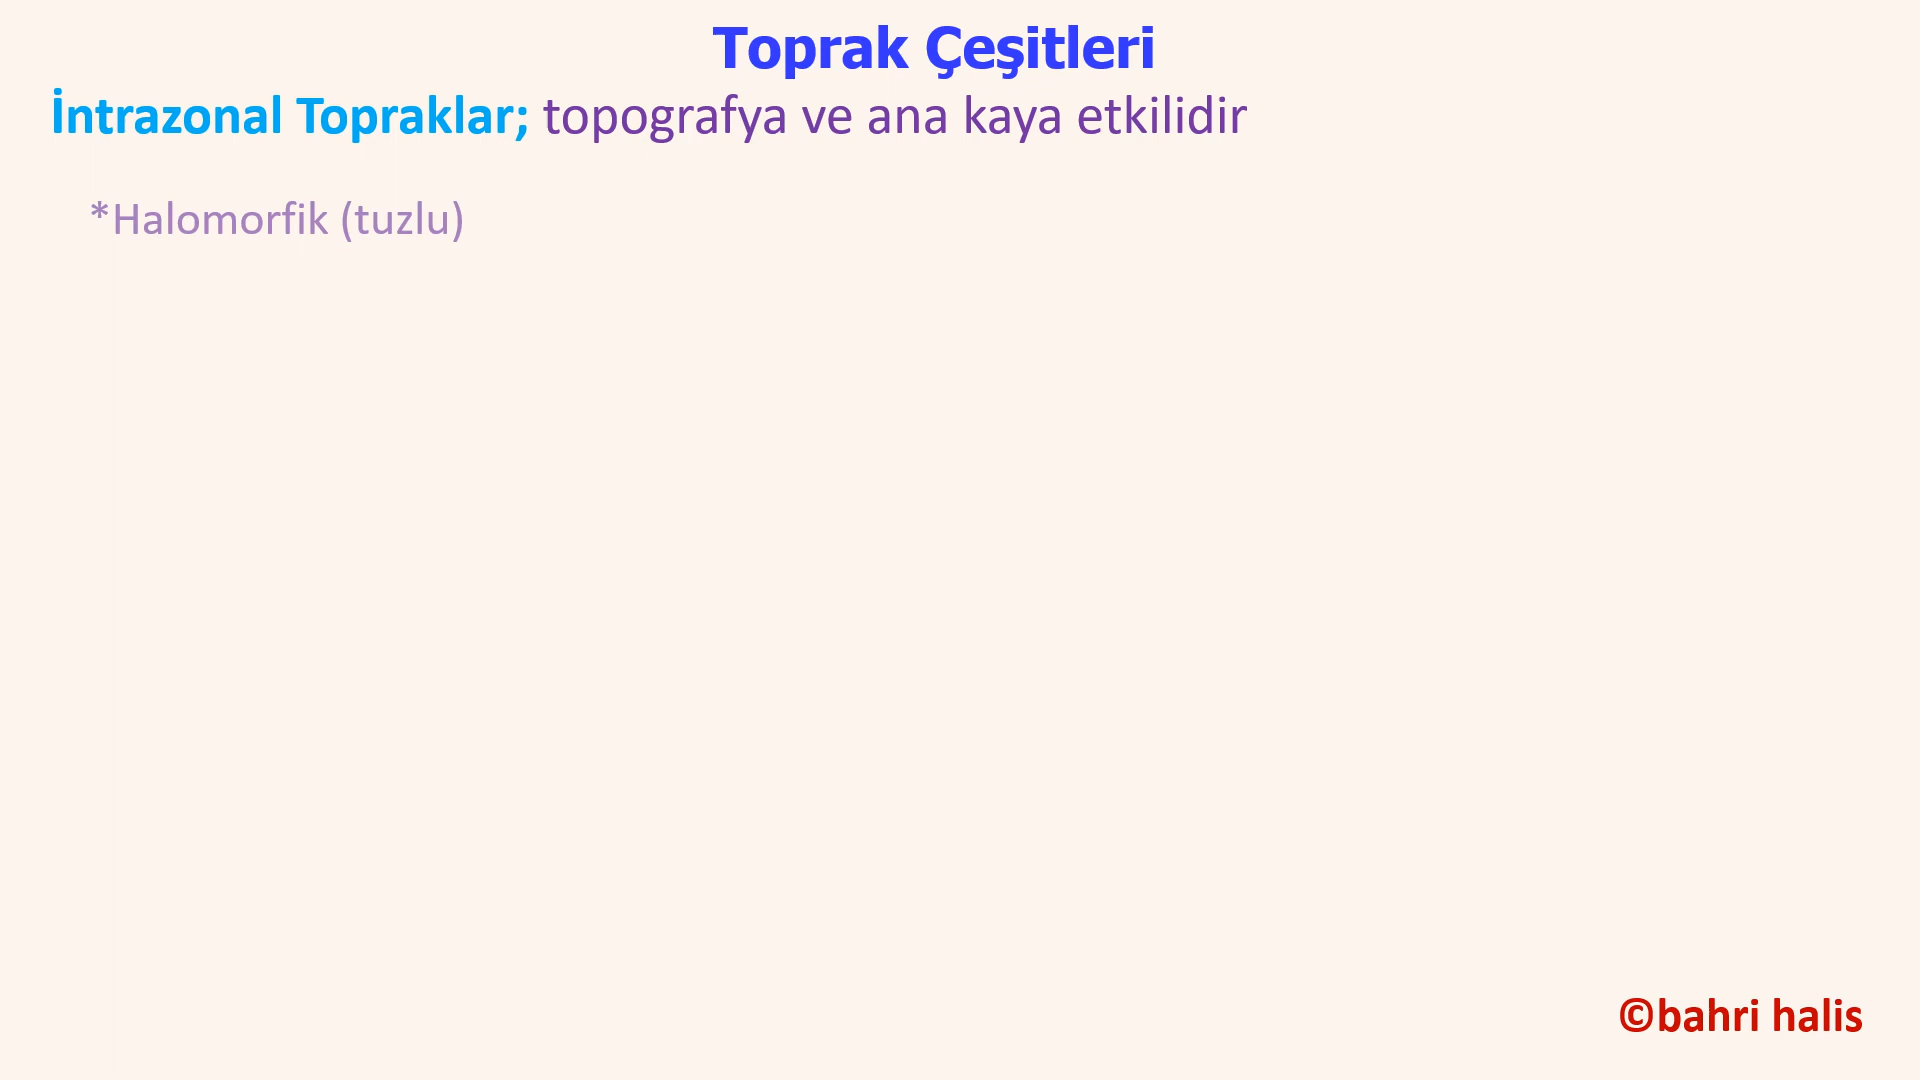 Toprak Çeşitleri
İntrazonal Topraklar; topografya ve ana kaya etkilidir
*Halomorfik (tuzlu)
©bahri halis